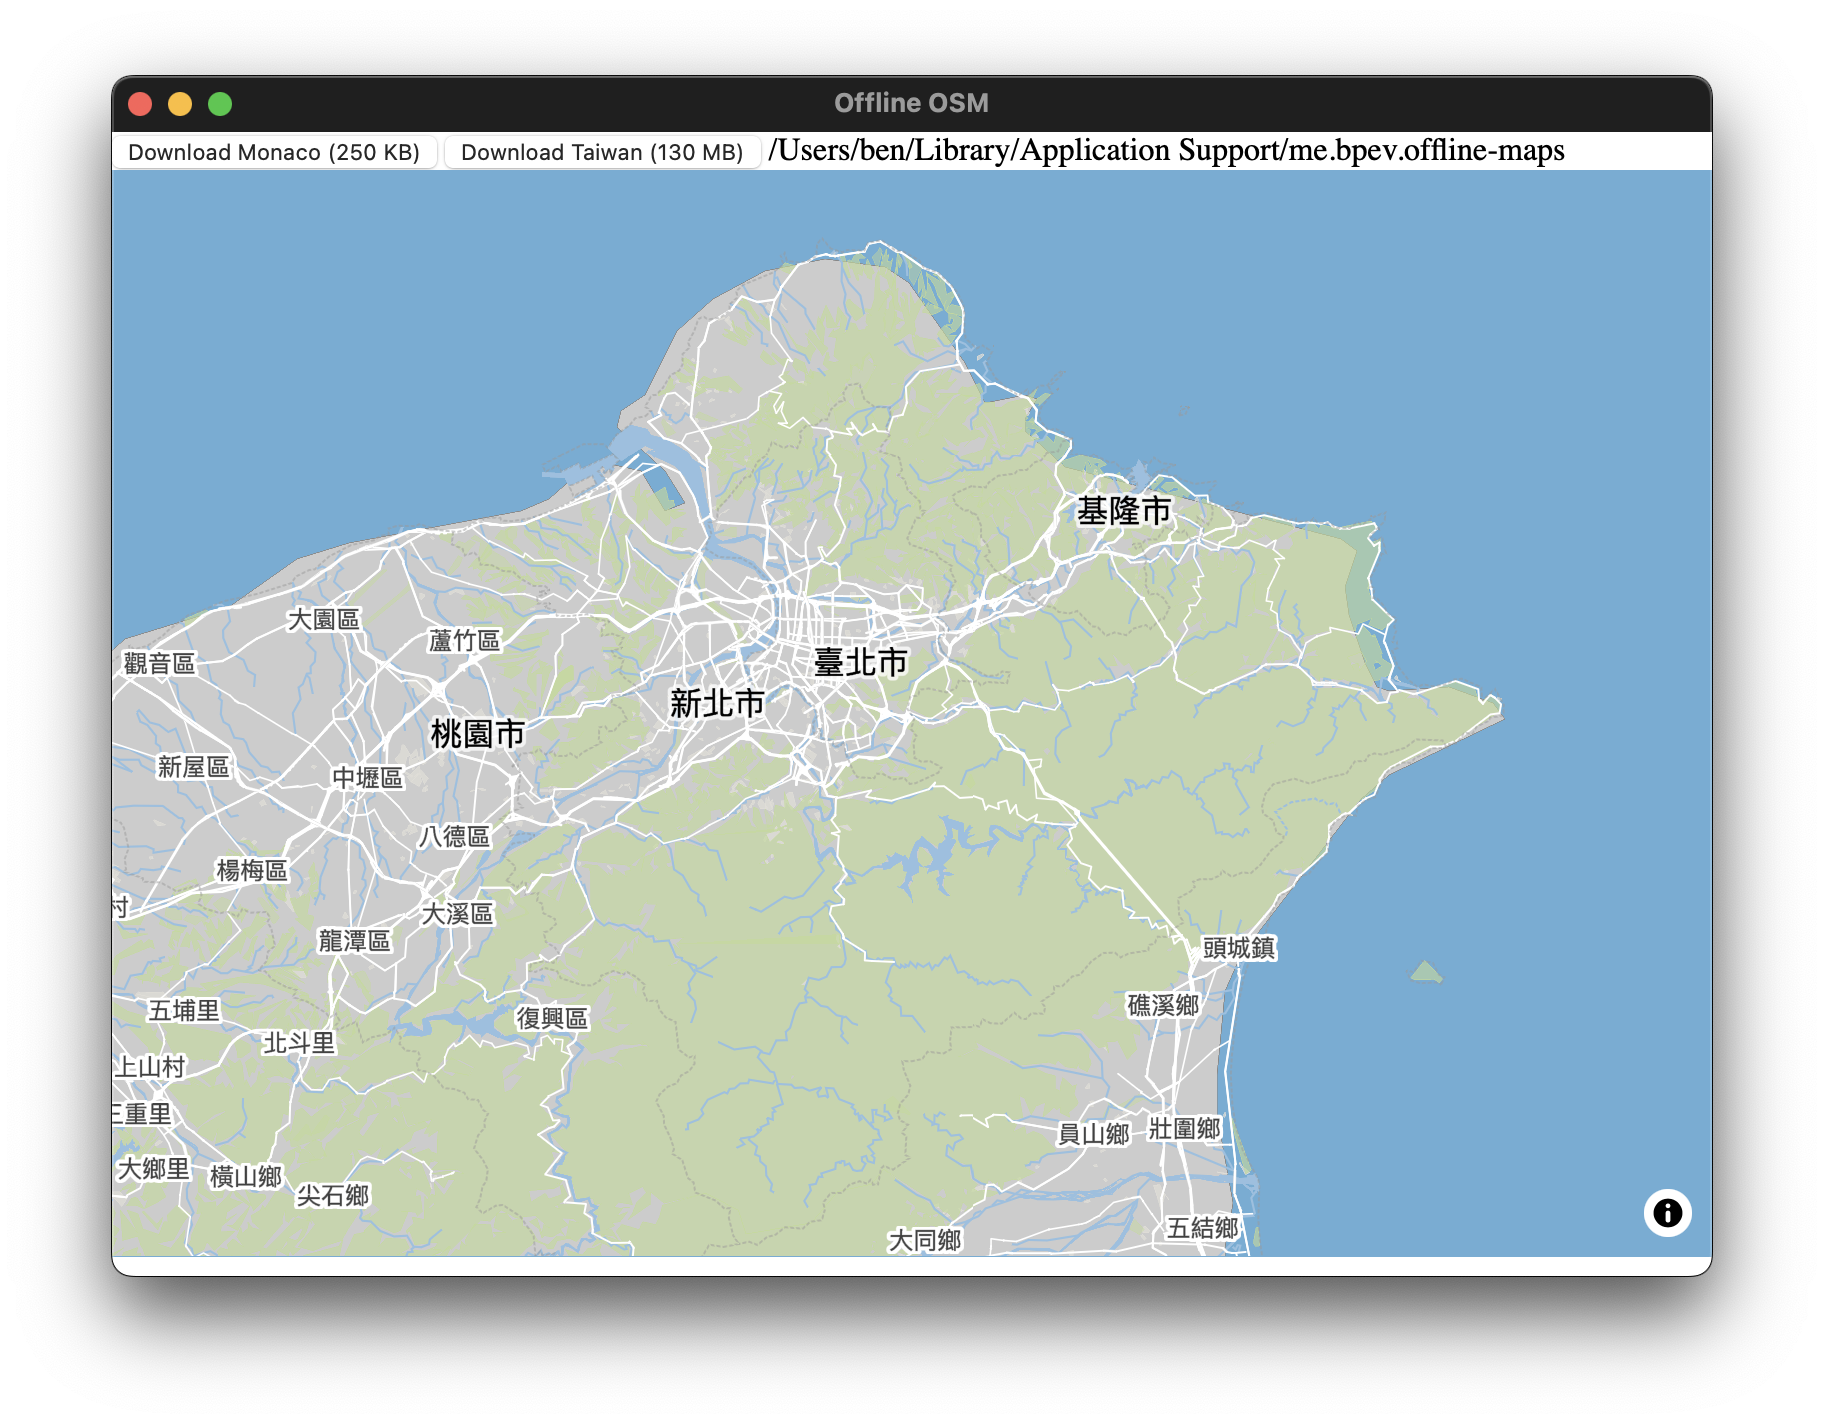 Offline OSM
Download Monaco (250 KB) Download Taiwan (130 MB) /Users/ben/Library/Application Support/me.bpev.offline-maps
基隆市
大園區
蘆竹區
觀音區
臺北市
新北市
桃園市
新屋區
中壢區
八德區
楊梅區
村
大溪區
龍潭區
頭城鎮
礁溪鄉
五埔里
復興區
北斗里
上山村
三重里
員山鄉
壯圍鄉
大鄉里
橫山鄉
尖石鄉
五結鄉
大同鄉